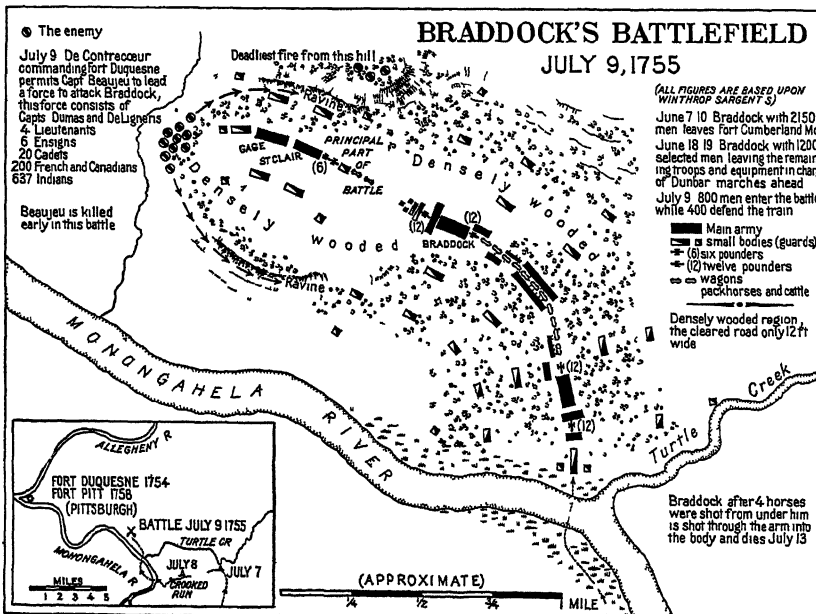 BRADDOCK'S BATTLEFIELD
JULY 9, 1755
The enemy
July 9 De Contracœur
commanding Fort Duquesne
permits Capt Beaujeu to lead
a force to attack Braddock,
this force consists of
Capts Dumas and DeLigneris
4 Lieutenants
6 Ensigns
20 Cadets
200 French and Canadians
637 Indians
Beaujeu is killed
early in this battle
Deadliest fire from this hill
Ravine
GAGE
ST CLAIR
(6)
PRINCIPAL
PART
OF
BATTLE
Densely wooded
Densely wooded
(12)
BRADDOCK
(12)
Ravine
(12)
(12)
(ALL FIGURES ARE BASED UPON
WINTHROP SARGENT S)
June 7 10 Braddock with 2150
men leaves Fort Cumberland Md
June 18 19 Braddock with 1200
selected men leaving the remain
ing troops and equipment in char
of Dunbar marches ahead
July 9 800 men enter the battl
while 400 defend the train
Main army
small bodies (guards)
(6) six pounders
(12) twelve pounders
wagons
packhorses and cattle
Densely wooded region,
the cleared road only 12 ft
wide
MONONGAHELA RIVER
Turtle Creek
Braddock after 4 horses
were shot from under him
is shot through the arm into
the body and dies July 13
ALLEGHENY R
FORT DUQUESNE 1754
FORT PITT 1758
(PITTSBURGH)
BATTLE JULY 9 1755
TURTLE CR
MONONGAHELA R
JULY 8
JULY 7
CROOKED
RUN
MILES
1 2 3 4 5
(APPROXIMATE)
1/4 1/2 3/4 MILE